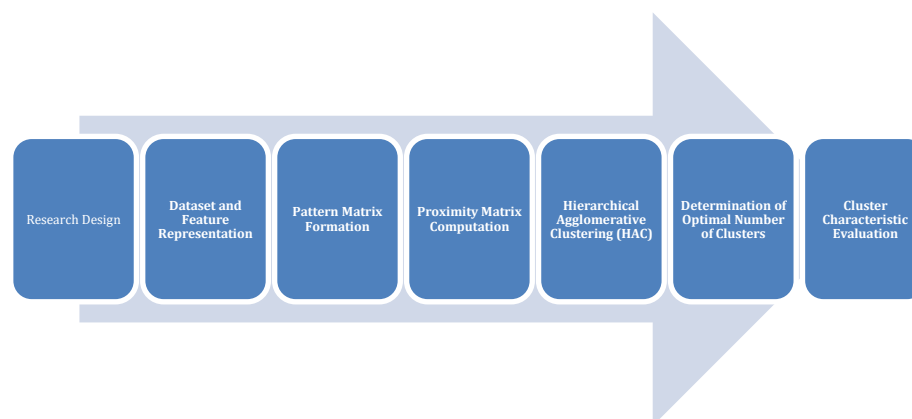 Research Design
Dataset and
Feature
Representation
Pattern Matrix
Formation
Proximity Matrix
Computation
Hierarchical
Agglomerative
Clustering (HAC)
Determination of
Optimal Number
of Clusters
Cluster
Characteristic
Evaluation